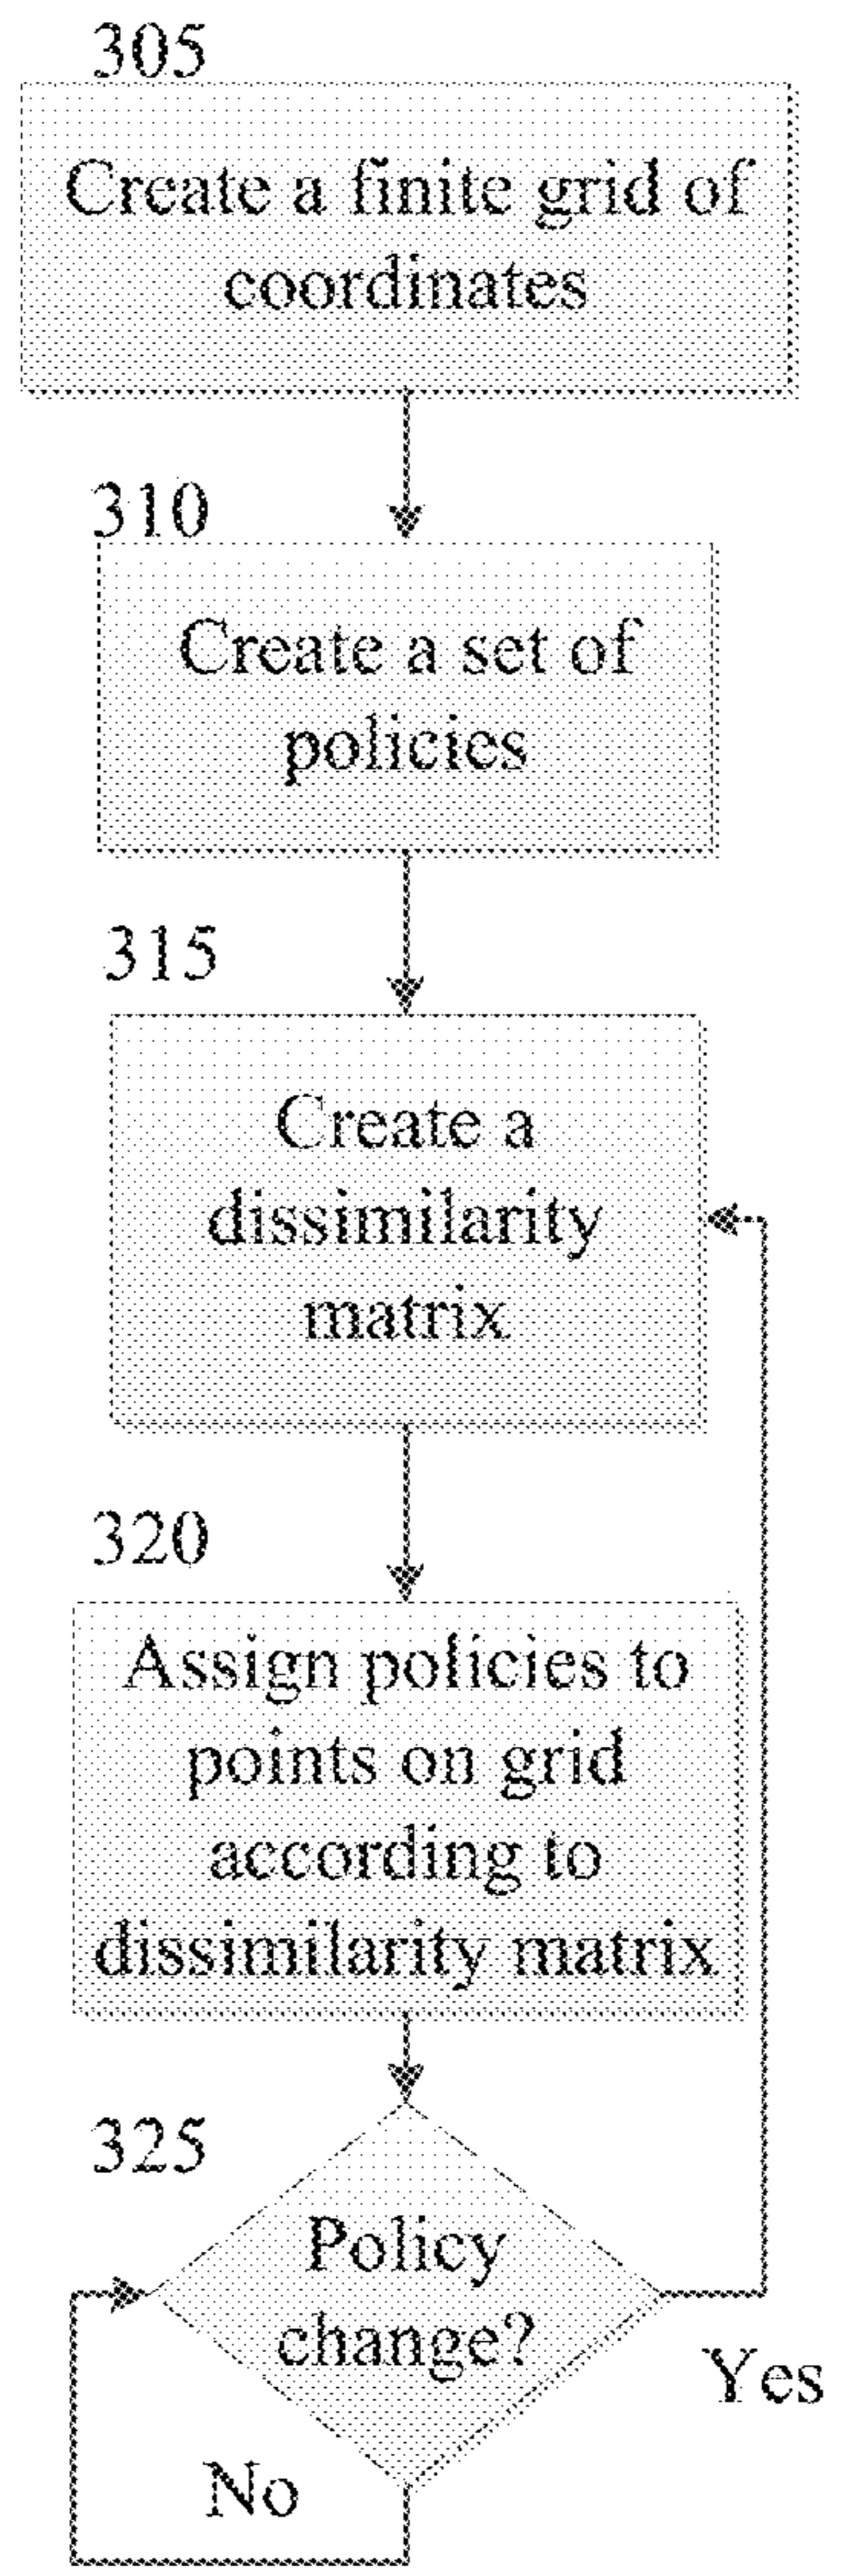 305
Create a finite grid of
coordinates
310
Create a set of
policies
315
Create a
dissimilarity
matrix
320
Assign policies to
points on grid
according to
dissimilarity matrix
325
Policy
change?
Yes
No